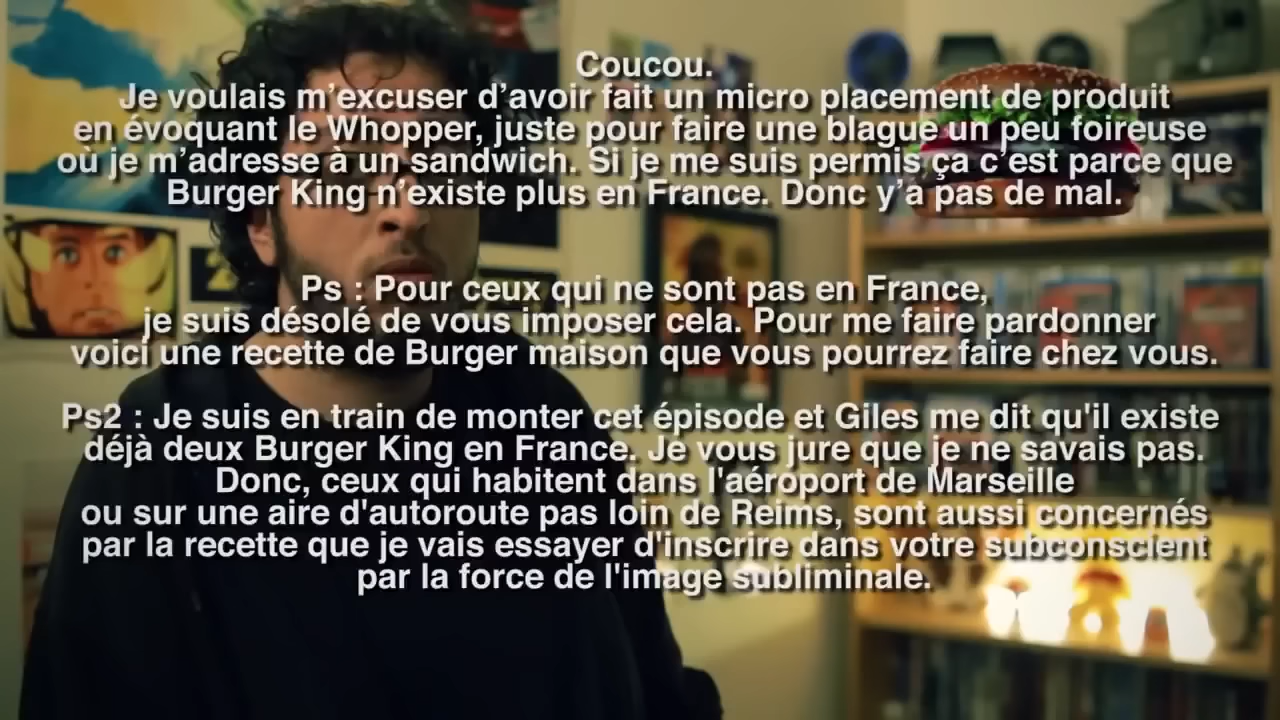 Coucou.
Je voulais m’excuser d’avoir fait un micro placement de produit
en évoquant le Whopper, juste pour faire une blague un peu foireuse
où je m’adresse à un sandwich. Si je me suis permis ça c’est parce que
Burger King n’existe plus en France. Donc y’a pas de mal.
Ps : Pour ceux qui ne sont pas en France,
je suis désolé de vous imposer cela. Pour me faire pardonner
voici une recette de Burger maison que vous pourrez faire chez vous.
Ps2 : Je suis en train de monter cet épisode et Giles me dit qu'il existe
déjà deux Burger King en France. Je vous jure que je ne savais pas.
Donc, ceux qui habitent dans l'aéroport de Marseille
ou sur une aire d'autoroute pas loin de Reims, sont aussi concernés
par la recette que je vais essayer d'inscrire dans votre subconscient
par la force de l'image subliminale.